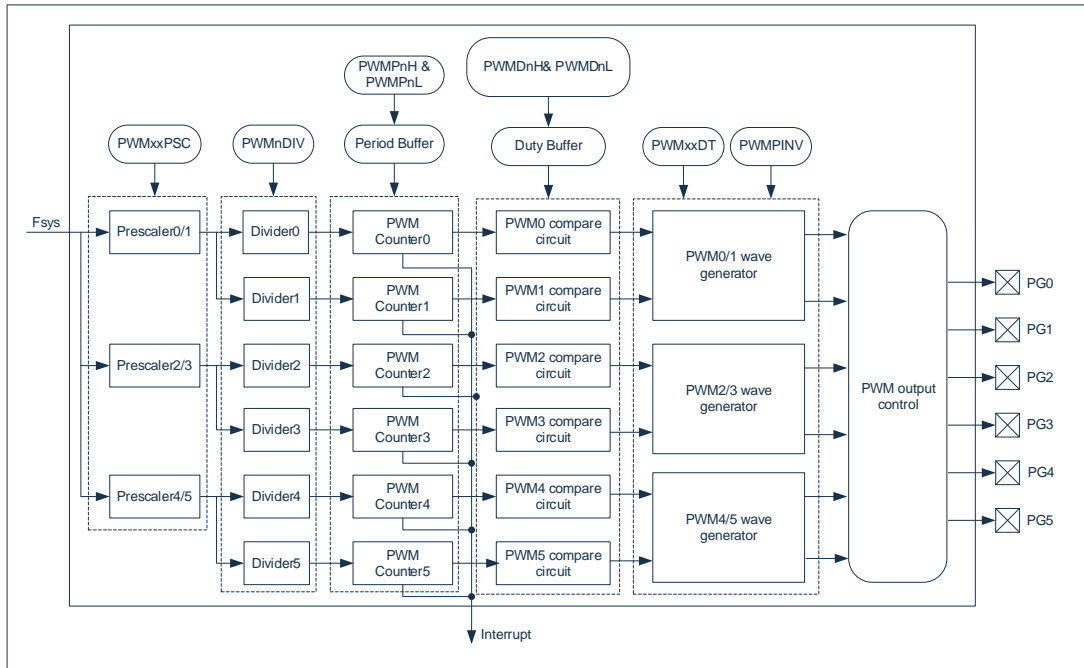 PWMPnH &
PWMPnL
PWMDnH& PWMDnL
PWMxxPSC
PWMnDIV
Period Buffer
Duty Buffer
PWMxxDT
PWMPINV
Fsys
Prescaler0/1
Divider0
PWM
Counter0
PWM0 compare
circuit
PWM0/1 wave
generator
Divider1
PWM
Counter1
PWM1 compare
circuit
Prescaler2/3
Divider2
PWM
Counter2
PWM2 compare
circuit
PWM2/3 wave
generator
Divider3
PWM
Counter3
PWM3 compare
circuit
Prescaler4/5
Divider4
PWM
Counter4
PWM4 compare
circuit
PWM4/5 wave
generator
Divider5
PWM
Counter5
PWM5 compare
circuit
PWM output
control
PG0
PG1
PG2
PG3
PG4
PG5
Interrupt